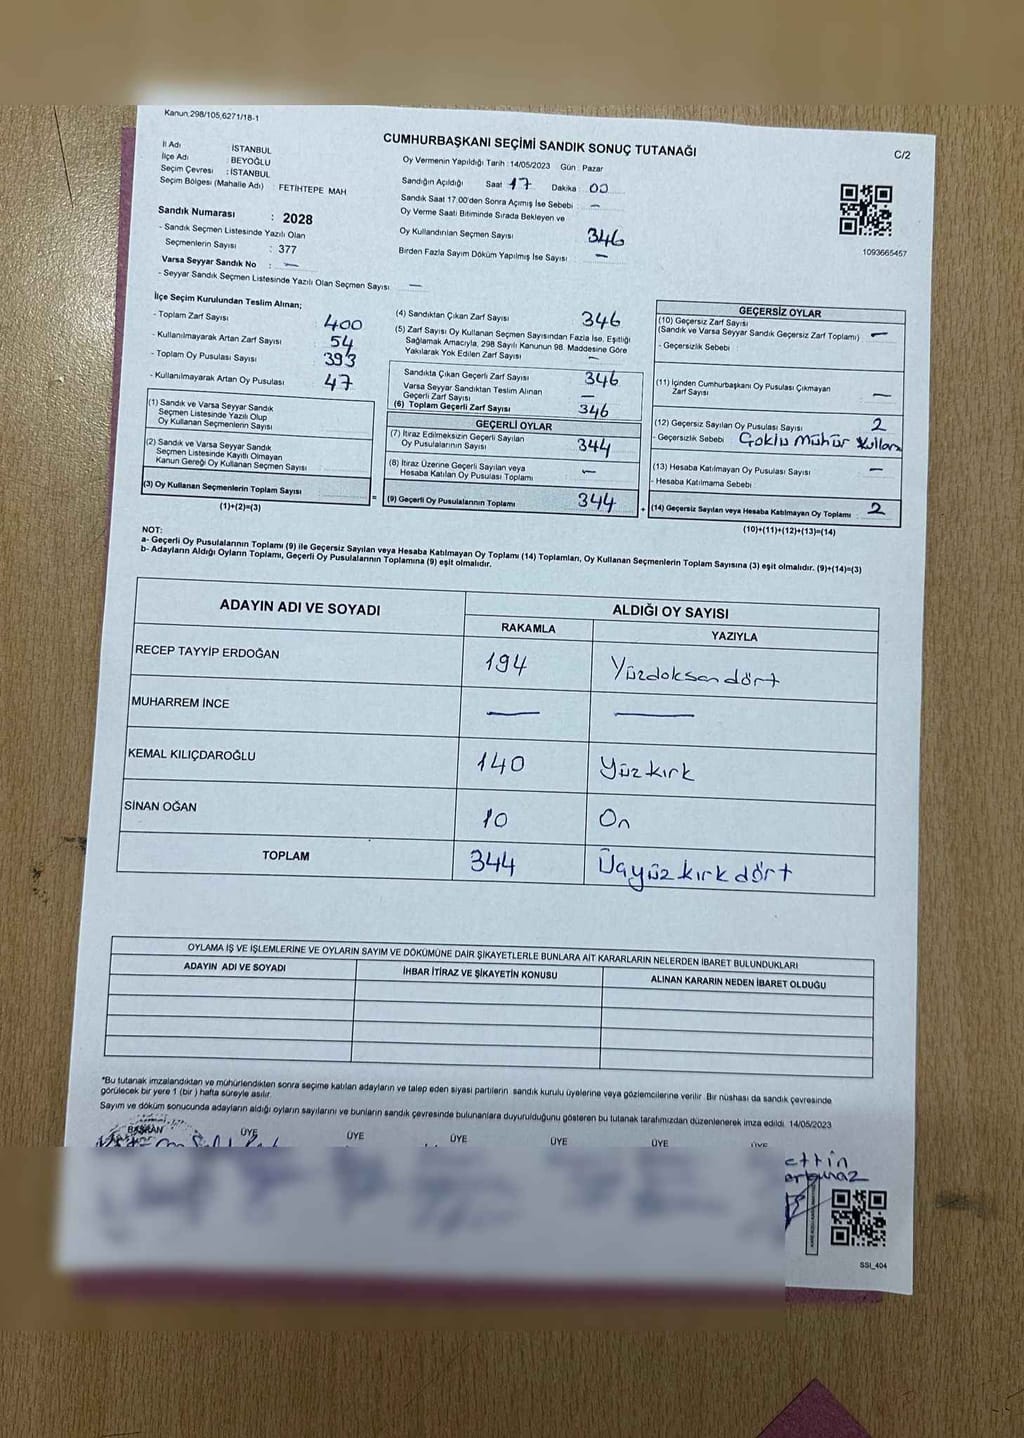 Kanun,298/105,6271/18-1
CUMHURBAŞKANI SEÇİMİ SANDIK SONUÇ TUTANAĞI
C/2
İl Adı İSTANBUL
İlçe Adı : BEYOĞLU
Seçim Çevresi : İSTANBUL
Seçim Bölgesi (Mahalle Adı) FETİHTEPE MAH
Sandık Numarası : 2028
- Sandık Seçmen Listesinde Yazılı Olan
Seçmenlerin Sayısı : 377
Varsa Seyyar Sandık No : —
- Seyyar Sandık Seçmen Listesinde Yazılı Olan Seçmen Sayısı —
Oy Vermenin Yapıldığı Tarih : 14/05/2023 Gün : Pazar
Sandığın Açıldığı Saat 17 Dakika 00
Sandık Saat 17.00'den Sonra Açımış İse Sebebi : —
Oy Verme Saati Bitiminde Sırada Bekleyen ve
Oy Kullandırılan Seçmen Sayısı 346
Birden Fazla Sayım Döküm Yapılmış İse Sayısı —
1093665457
İlçe Seçim Kurulundan Teslim Alınan;
- Toplam Zarf Sayısı 400
- Kullanılmayarak Artan Zarf Sayısı 54
- Toplam Oy Pusulası Sayısı 393
- Kullanılmayarak Artan Oy Pusulası 47
(1) Sandık ve Varsa Seyyar Sandık
Seçmen Listesinde Yazılı Olup
Oy Kullanan Seçmenlerin Sayısı
(2) Sandık ve Varsa Seyyar Sandık
Seçmen Listesinde Kayıtlı Olmayan
Kanun Gereği Oy Kullanan Seçmen Sayısı
(3) Oy Kullanan Seçmenlerin Toplam Sayısı
(1)+(2)=(3)
(4) Sandıktan Çıkan Zarf Sayısı 346
(5) Zarf Sayısı Oy Kullanan Seçmen Sayısından Fazla İse, Eşitliği
Sağlamak Amacıyla, 298 Sayılı Kanunun 98. Maddesine Göre
Yakılarak Yok Edilen Zarf Sayısı —
Sandıkta Çıkan Geçerli Zarf Sayısı 346
Varsa Seyyar Sandıktan Teslim Alınan
Geçerli Zarf Sayısı —
(6) Toplam Geçerli Zarf Sayısı 346
GEÇERLİ OYLAR
(7) İtiraz Edilmeksizin Geçerli Sayılan
Oy Pusulalarının Sayısı 344
(8) İtiraz Üzerine Geçerli Sayılan veya
Hesaba Katılan Oy Pusulası Toplamı —
= (9) Geçerli Oy Pusulalarının Toplamı 344
GEÇERSİZ OYLAR
(10) Geçersiz Zarf Sayısı
(Sandık ve Varsa Seyyar Sandık Geçersiz Zarf Toplamı) —
- Geçersizlik Sebebi :
(11) İçinden Cumhurbaşkanı Oy Pusulası Çıkmayan
Zarf Sayısı —
(12) Geçersiz Sayılan Oy Pusulası Sayısı 2
- Geçersizlik Sebebi Çoklu Mühür
(13) Hesaba Katılmayan Oy Pusulası Sayısı —
- Hesaba Katılmama Sebebi
+ (14) Geçersiz Sayılan veya Hesaba Katılmayan Oy Toplamı 2
(10)+(11)+(12)+(13)=(14)
NOT:
a- Geçerli Oy Pusulalarının Toplamı (9) ile Geçersiz Sayılan veya Hesaba Katılmayan Oy Toplamı (14) Toplamları, Oy Kullanan Seçmenlerin Toplam Sayısına (3) eşit olmalıdır. (9)+(14)=(3)
b- Adayların Aldığı Oyların Toplamı, Geçerli Oy Pusulalarının Toplamına (9) eşit olmalıdır.
ADAYIN ADI VE SOYADI ALDIĞI OY SAYISI
RAKAMLA YAZIYLA
RECEP TAYYİP ERDOĞAN 194 Yüzdoksandört
MUHARREM İNCE — —
KEMAL KILIÇDAROĞLU 140 Yüzkırk
SİNAN OĞAN 10 On
TOPLAM 344 Üçyüzkırkdört
OYLAMA İŞ VE İŞLEMLERİNE VE OYLARIN SAYIM VE DÖKÜMÜNE DAİR ŞİKAYETLERLE BUNLARA AİT KARARLARIN NELERDEN İBARET BULUNDUKLARI
ADAYIN ADI VE SOYADI İHBAR İTİRAZ VE ŞİKAYETİN KONUSU ALINAN KARARIN NEDEN İBARET OLDUĞU
*Bu tutanak imzalandıktan ve mühürlendikten sonra seçime katılan adayların ve talep eden siyasi partilerin sandık kurulu üyelerine veya gözlemcilerine verilir. Bir nüshası da sandık çevresinde
görülecek bir yere 1 (bir) hafta süreyle asılır.
Sayım ve döküm sonucunda adayların aldığı oyların sayılarını ve bunların sandık çevresinde bulunanlara duyurulduğunu gösteren bu tutanak tarafımızdan düzenlenerek imza edildi. 14/05/2023
BAŞKAN ÜYE ÜYE ÜYE ÜYE ÜYE ÜYE
SSI_404